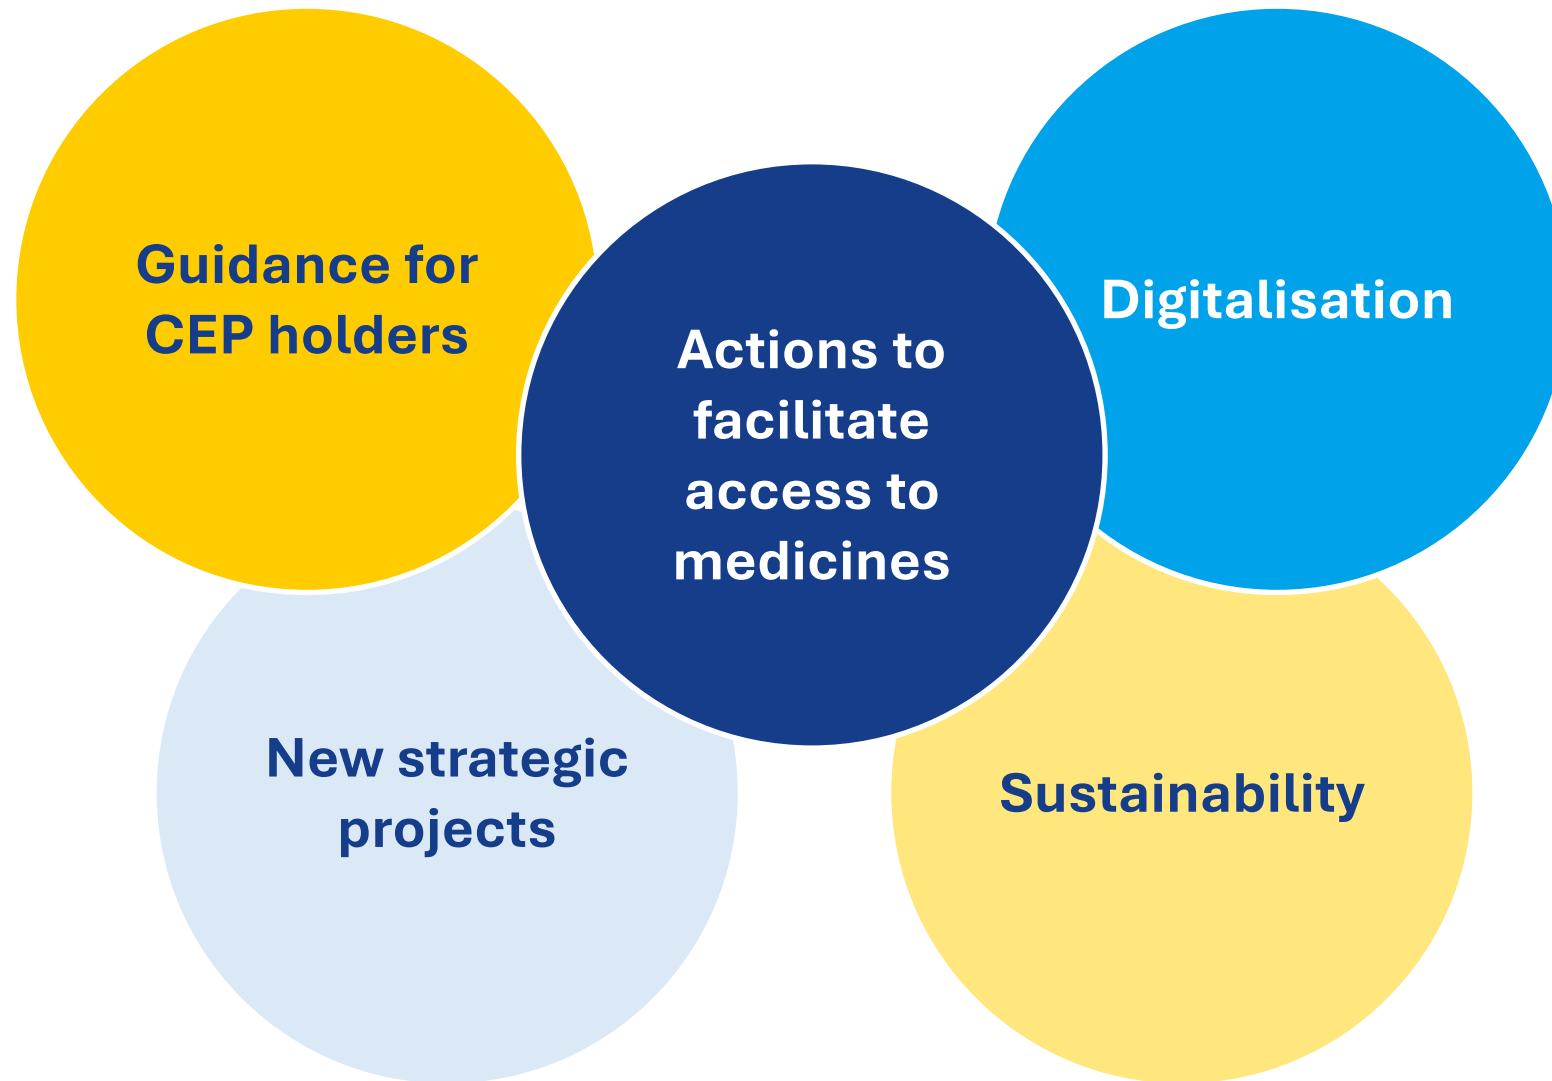 Guidance for
CEP holders
Actions to
facilitate
access to
medicines
Digitalisation
New strategic
projects
Sustainability